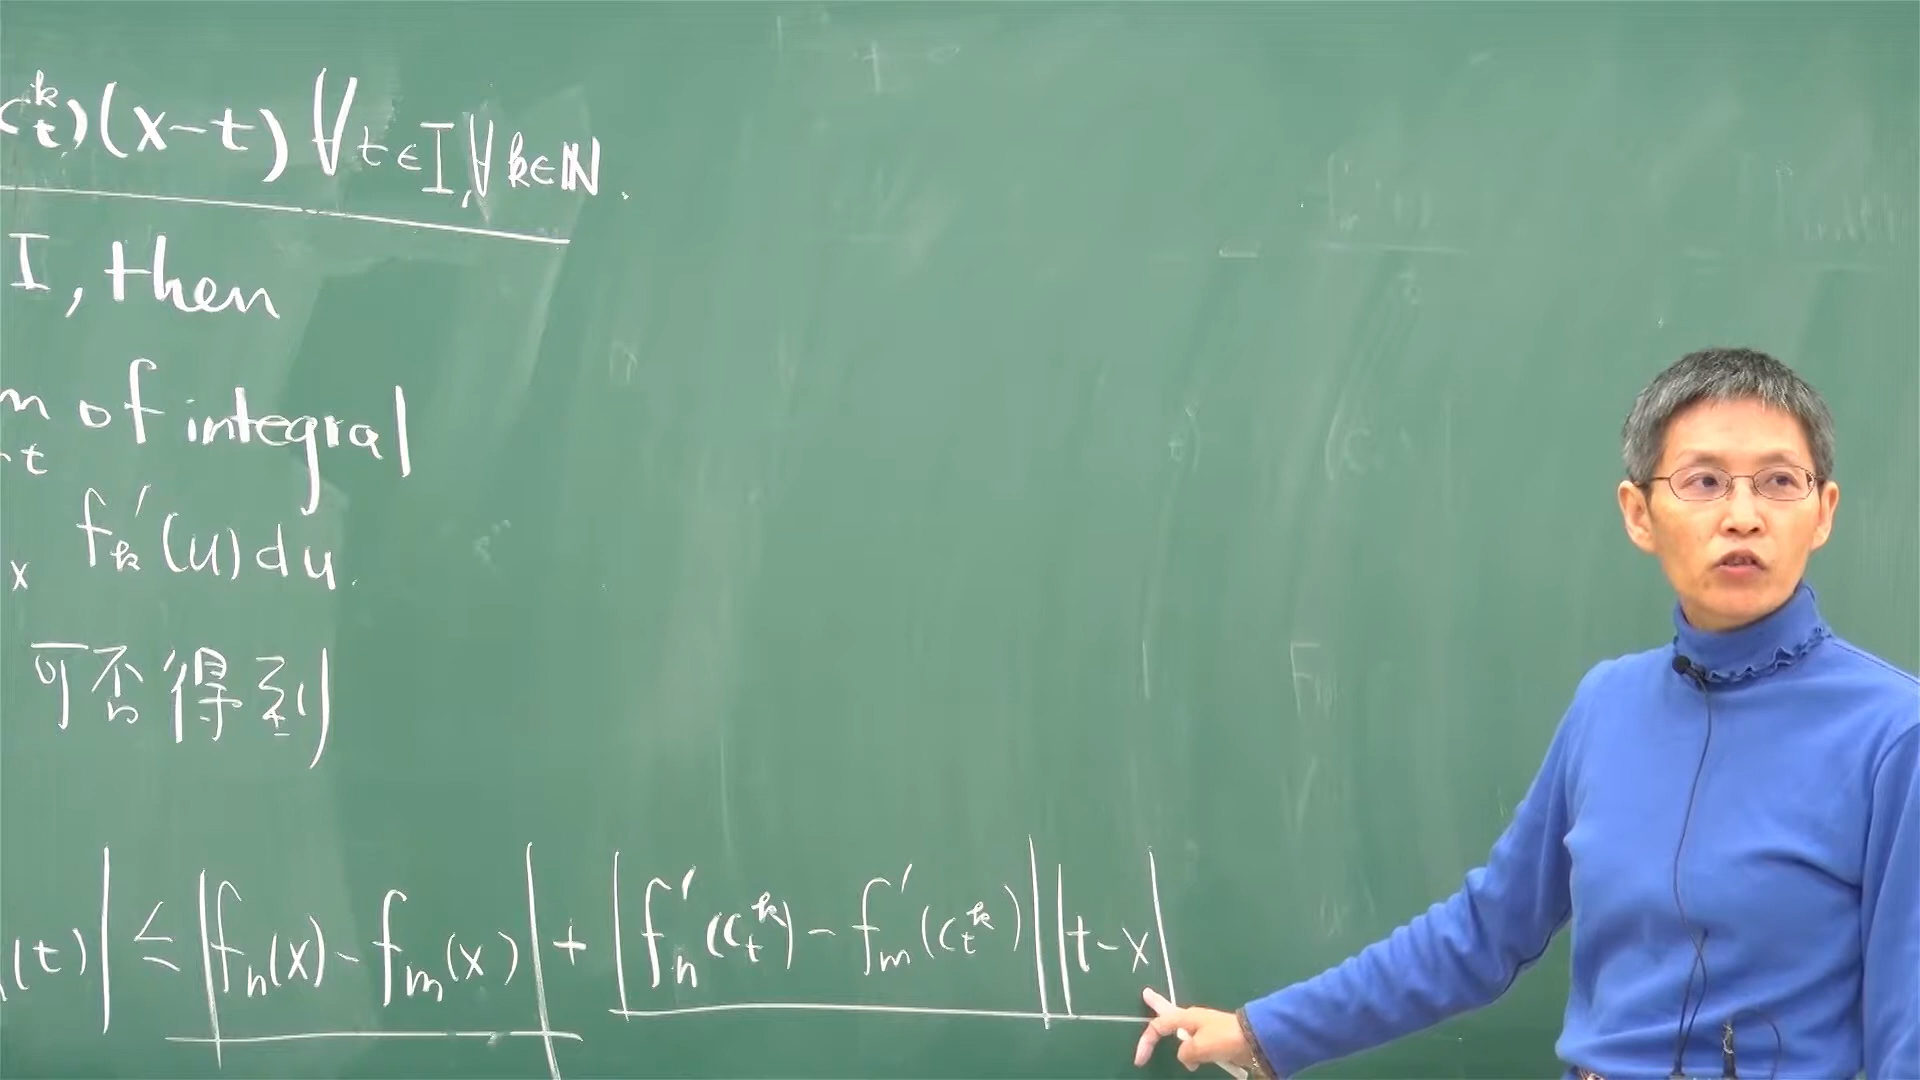 c_t^k)(x-t) ∀t∈I, ∀k∈ℕ.
I, then
m of integral
t
x f_k'(u)du.
可否得到
(t)| ≤ |f_n(x)-f_m(x)| + |f_n'(c_t^k)-f_m'(c_t^k)||t-x|